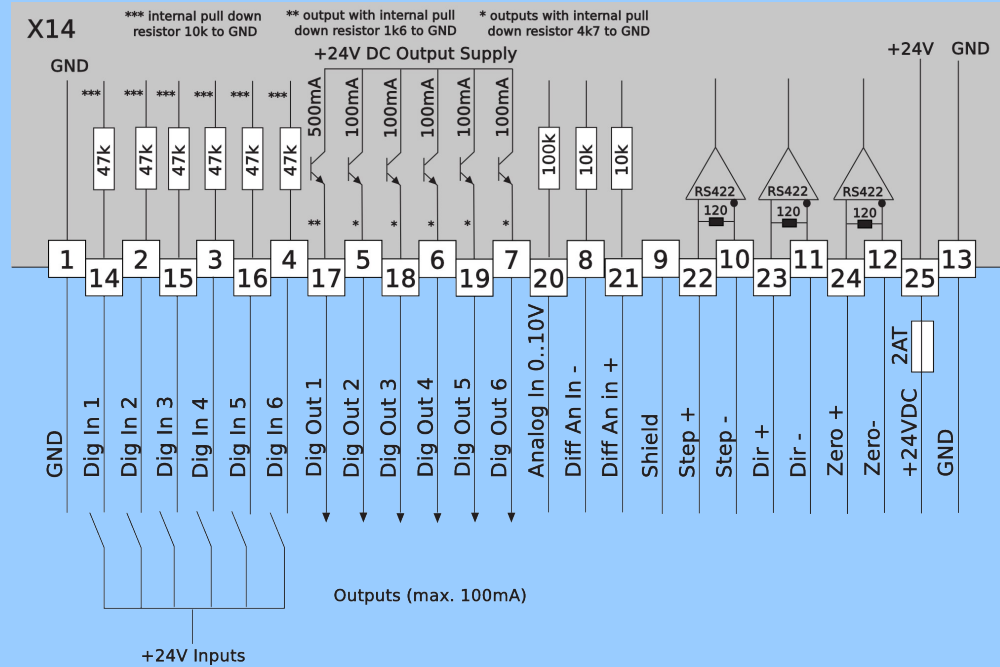 X14
*** internal pull down
resistor 10k to GND
** output with internal pull
down resistor 1k6 to GND
* outputs with internal pull
down resistor 4k7 to GND
+24V DC Output Supply
+24V
GND
GND
***
***
***
***
***
***
500mA
100mA
100mA
100mA
100mA
100mA
47k
47k
47k
47k
47k
47k
100k
10k
10k
RS422
RS422
RS422
120
120
120
**
*
*
*
*
*
1
2
3
4
5
6
7
8
9
10
11
12
13
14
15
16
17
18
19
20
21
22
23
24
25
2AT
GND
Dig In 1
Dig In 2
Dig In 3
Dig In 4
Dig In 5
Dig In 6
Dig Out 1
Dig Out 2
Dig Out 3
Dig Out 4
Dig Out 5
Dig Out 6
Analog In 0..10V
Diff An In -
Diff An in +
Shield
Step +
Step -
Dir +
Dir -
Zero +
Zero-
+24VDC
GND
Outputs (max. 100mA)
+24V Inputs